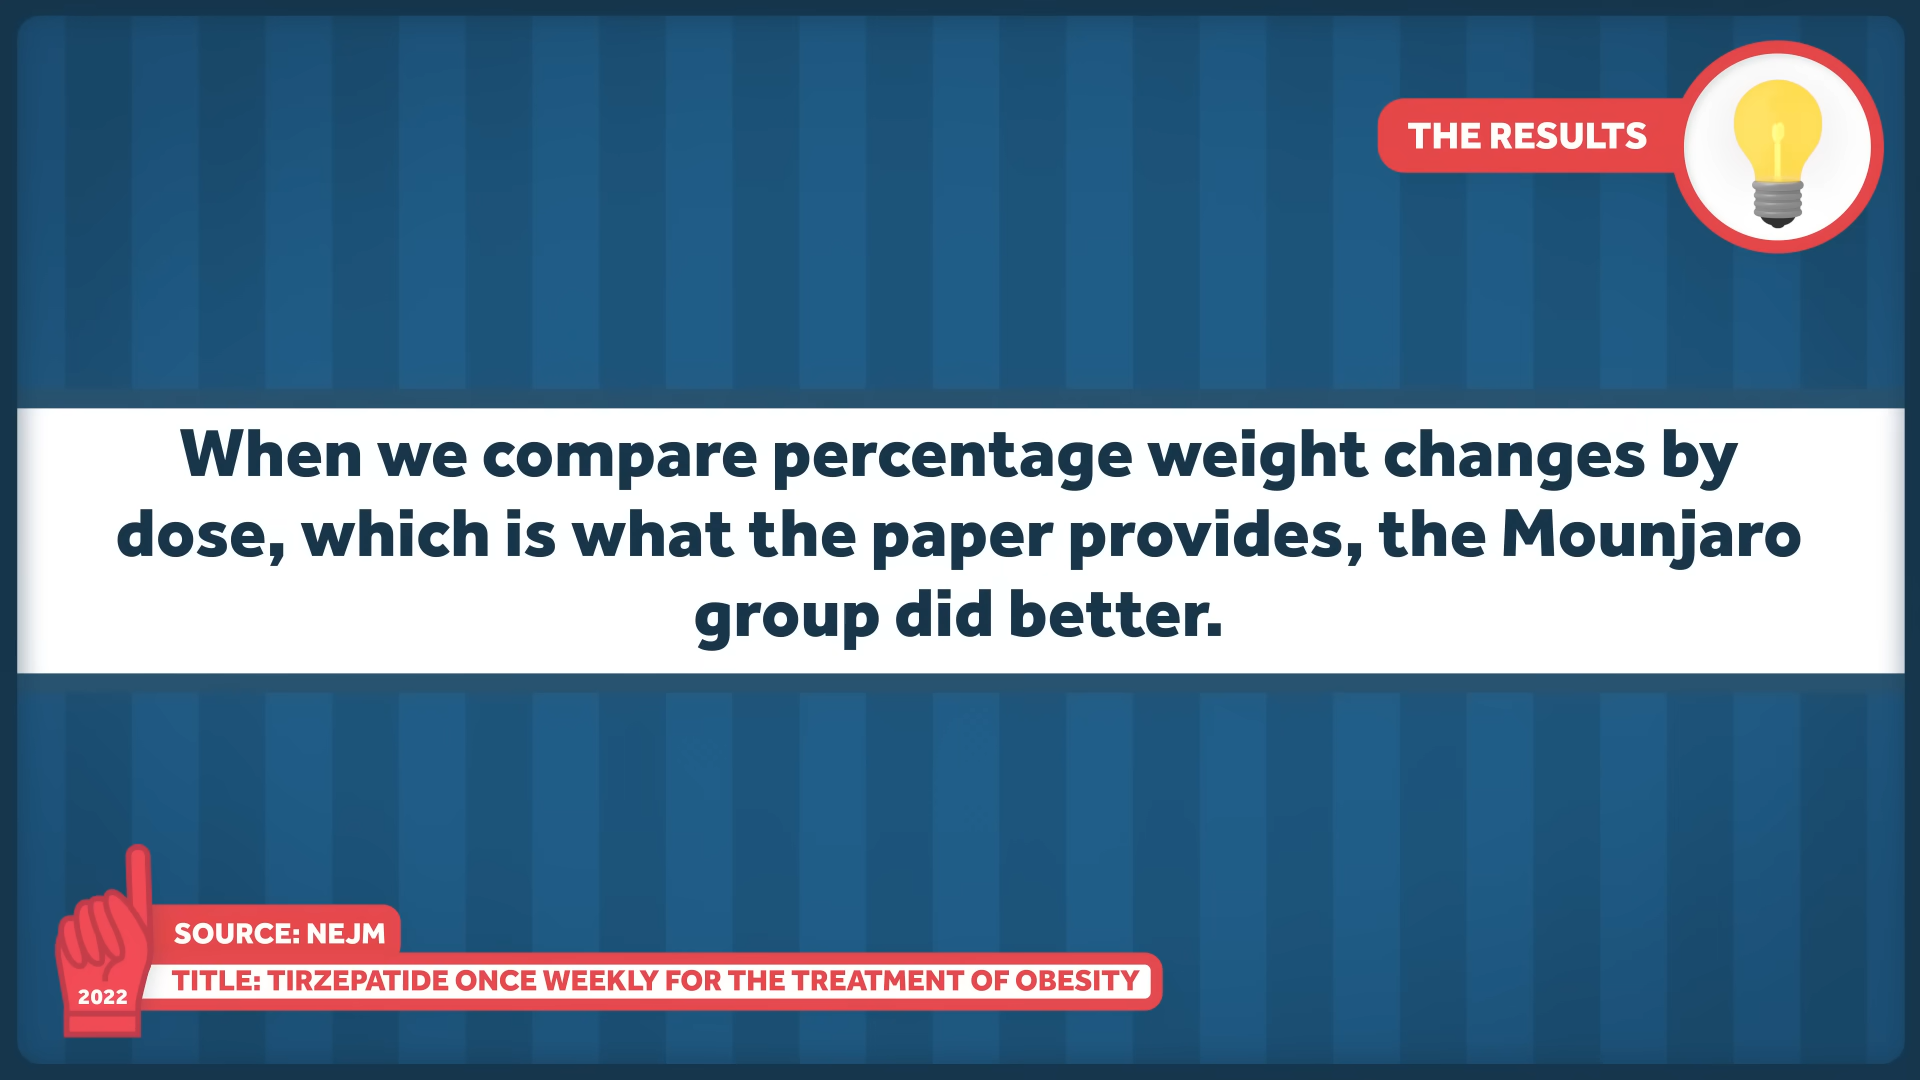 THE RESULTS
When we compare percentage weight changes by
dose, which is what the paper provides, the Mounjaro
group did better.
SOURCE: NEJM
TITLE: TIRZEPATIDE ONCE WEEKLY FOR THE TREATMENT OF OBESITY
2022